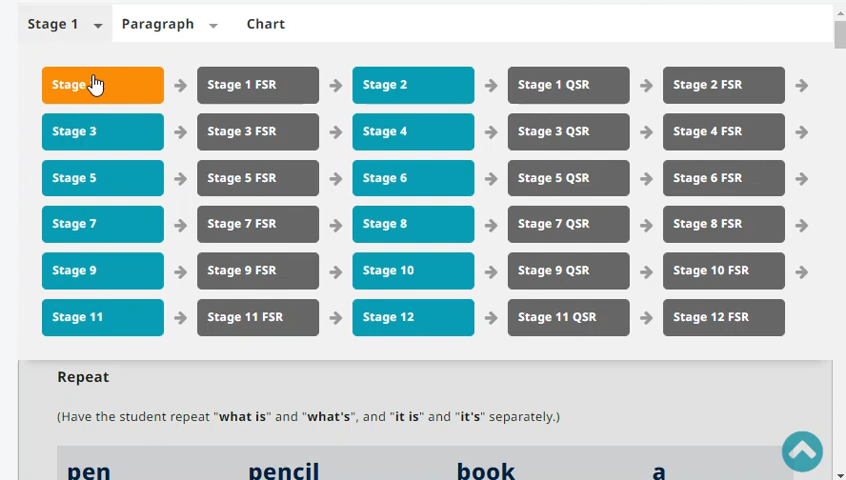 Stage 1 Paragraph Chart
Stage Stage 1 FSR Stage 2 Stage 1 QSR Stage 2 FSR
Stage 3 Stage 3 FSR Stage 4 Stage 3 QSR Stage 4 FSR
Stage 5 Stage 5 FSR Stage 6 Stage 5 QSR Stage 6 FSR
Stage 7 Stage 7 FSR Stage 8 Stage 7 QSR Stage 8 FSR
Stage 9 Stage 9 FSR Stage 10 Stage 9 QSR Stage 10 FSR
Stage 11 Stage 11 FSR Stage 12 Stage 11 QSR Stage 12 FSR
Repeat
(Have the student repeat "what is" and "what's", and "it is" and "it's" separately.)
pen pencil book a